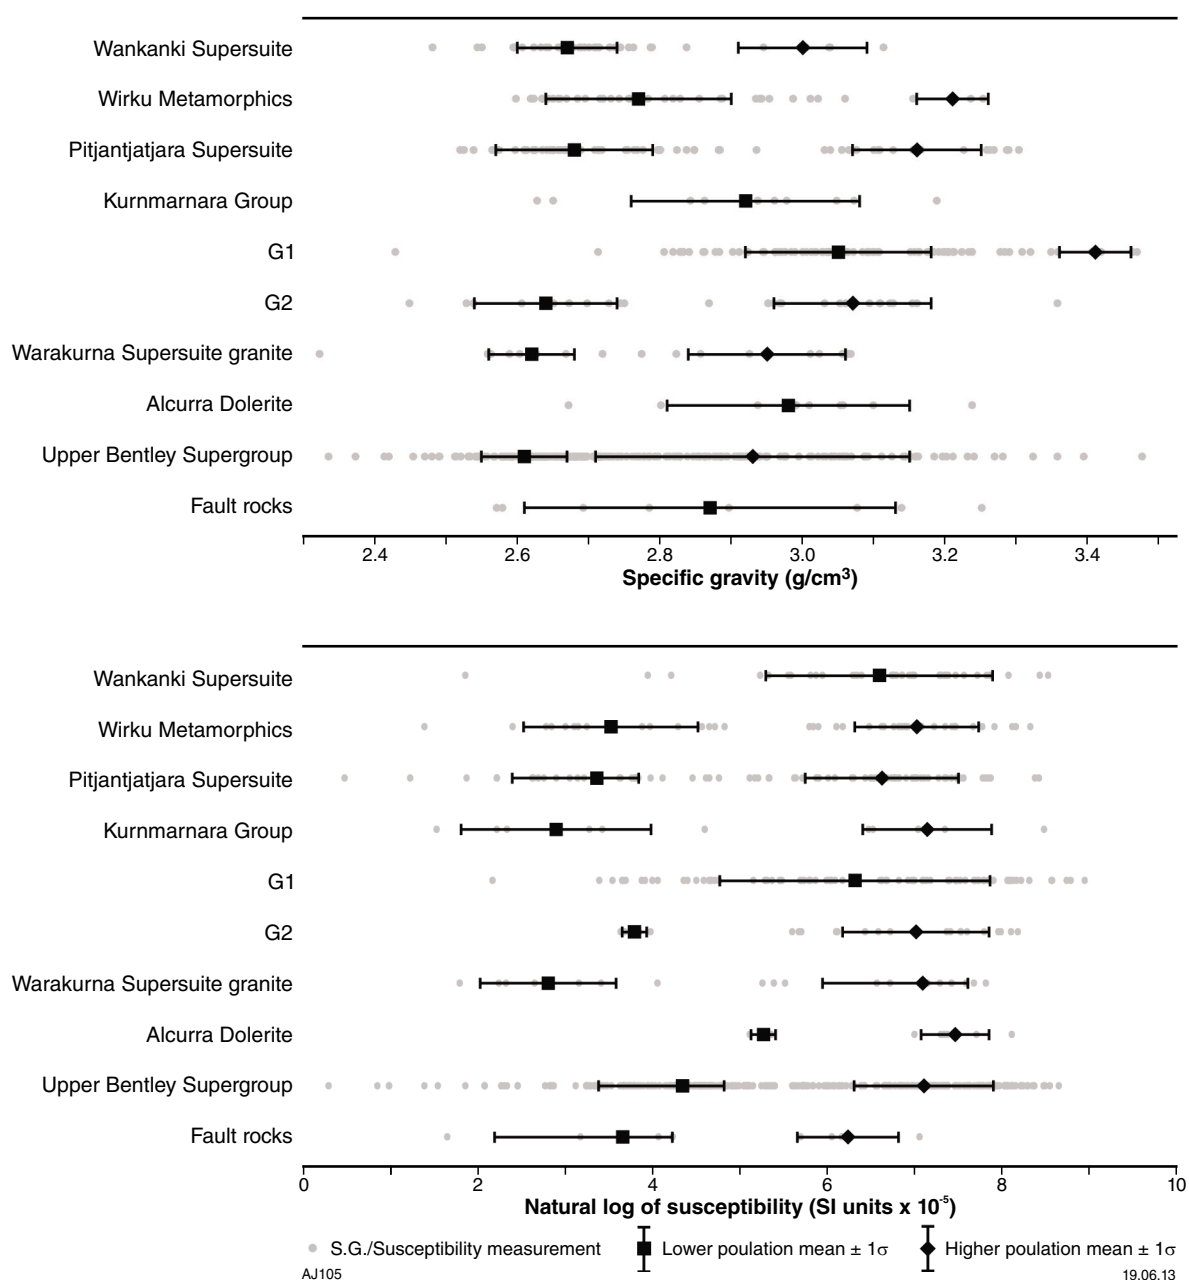 Wankanki Supersuite
Wirku Metamorphics
Pitjantjatjara Supersuite
Kurnmarnara Group
G1
G2
Warakurna Supersuite granite
Alcurra Dolerite
Upper Bentley Supergroup
Fault rocks
2.4 2.6 2.8 3.0 3.2 3.4
Specific gravity (g/cm³)
Wankanki Supersuite
Wirku Metamorphics
Pitjantjatjara Supersuite
Kurnmarnara Group
G1
G2
Warakurna Supersuite granite
Alcurra Dolerite
Upper Bentley Supergroup
Fault rocks
0 2 4 6 8 10
Natural log of susceptibility (SI units x 10⁻⁵)
S.G./Susceptibility measurement Lower poulation mean ± 1σ Higher poulation mean ± 1σ
AJ105 19.06.13